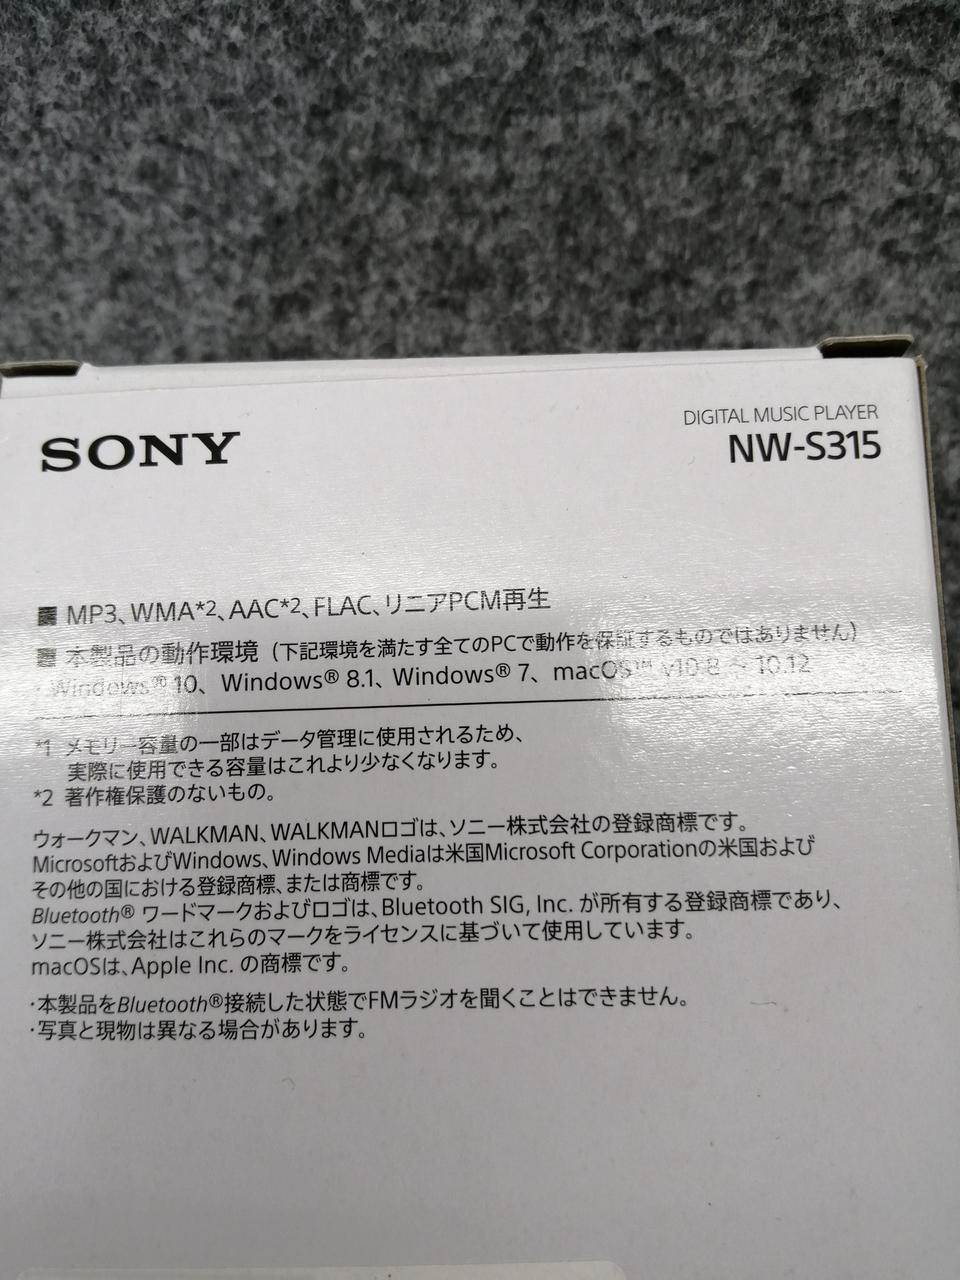 SONY
DIGITAL MUSIC PLAYER
NW-S315
■ MP3、WMA*2、AAC*2、FLAC、リニアPCM再生
■ 本製品の動作環境（下記環境を満たす全てのPCで動作を保証するものではありません）
・Windows® 10、Windows® 8.1、Windows® 7、macOS™ v10.8 ～ 10.12
*1 メモリー容量の一部はデータ管理に使用されるため、
実際に使用できる容量はこれより少なくなります。
*2 著作権保護のないもの。
ウォークマン、WALKMAN、WALKMANロゴは、ソニー株式会社の登録商標です。
MicrosoftおよびWindows、Windows Mediaは米国Microsoft Corporationの米国および
その他の国における登録商標、または商標です。
Bluetooth® ワードマークおよびロゴは、Bluetooth SIG, Inc. が所有する登録商標であり、
ソニー株式会社はこれらのマークをライセンスに基づいて使用しています。
macOSは、Apple Inc. の商標です。
・本製品をBluetooth®接続した状態でFMラジオを聞くことはできません。
・写真と現物は異なる場合があります。